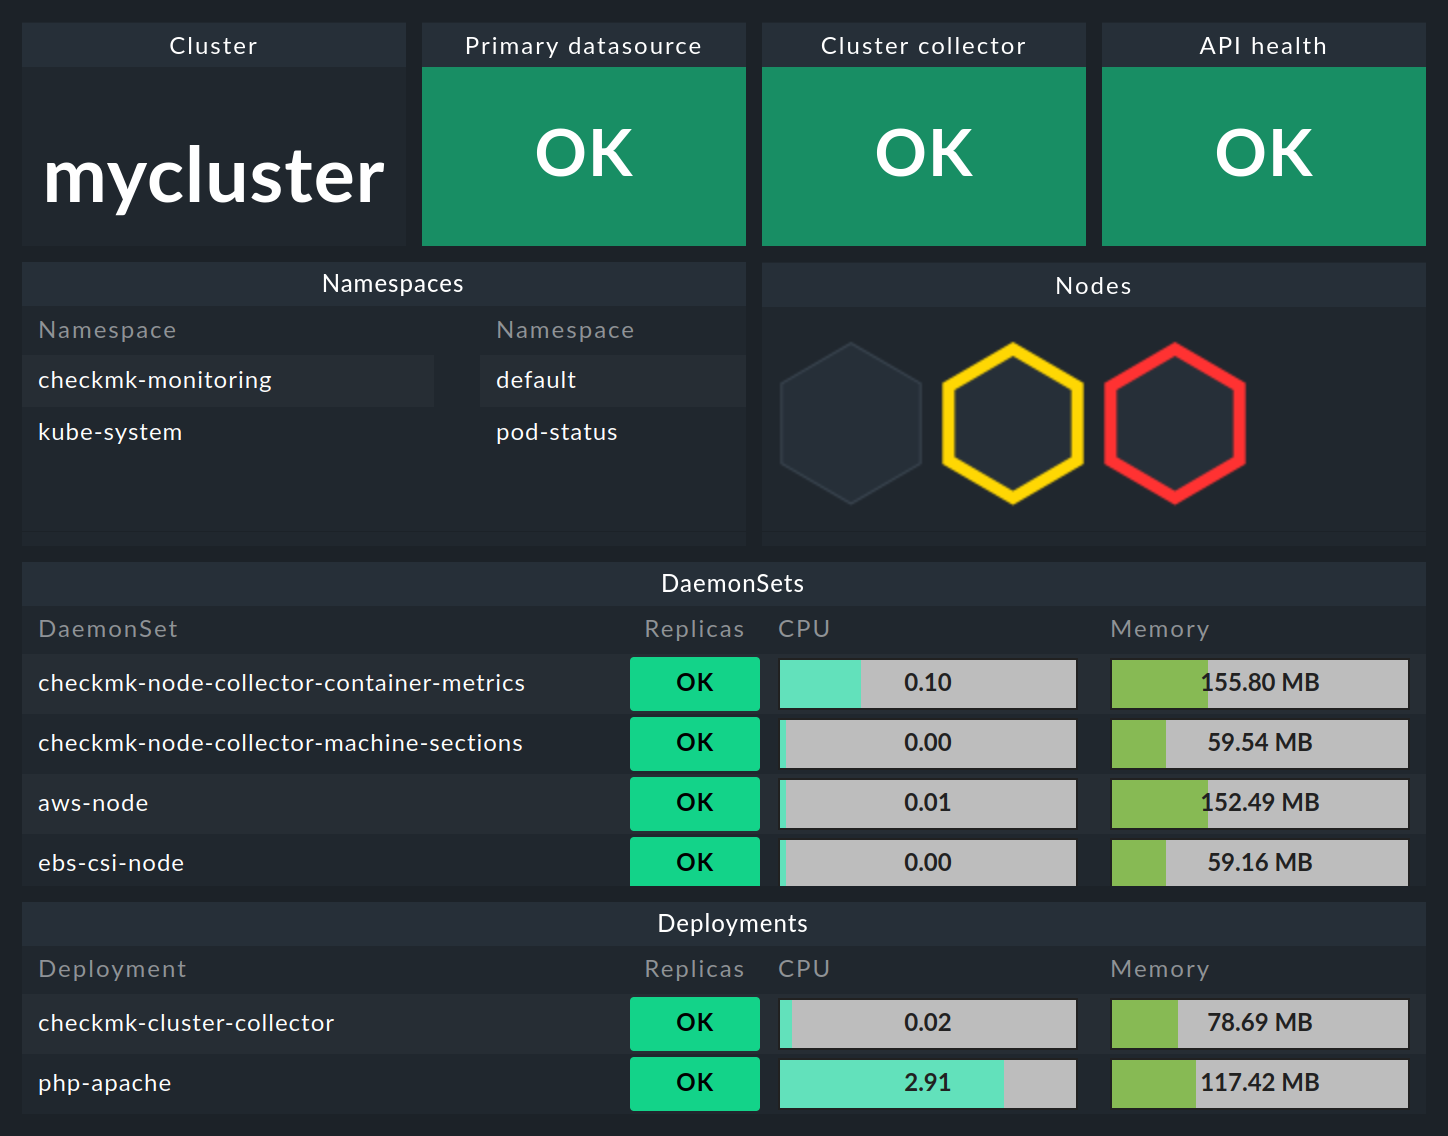 Cluster
Primary datasource
Cluster collector
API health
mycluster
OK
OK
OK
Namespaces
Namespace Namespace
checkmk-monitoring default
kube-system pod-status
Nodes
DaemonSets
DaemonSet Replicas CPU Memory
checkmk-node-collector-container-metrics OK 0.10 155.80 MB
checkmk-node-collector-machine-sections OK 0.00 59.54 MB
aws-node OK 0.01 152.49 MB
ebs-csi-node OK 0.00 59.16 MB
Deployments
Deployment Replicas CPU Memory
checkmk-cluster-collector OK 0.02 78.69 MB
php-apache OK 2.91 117.42 MB